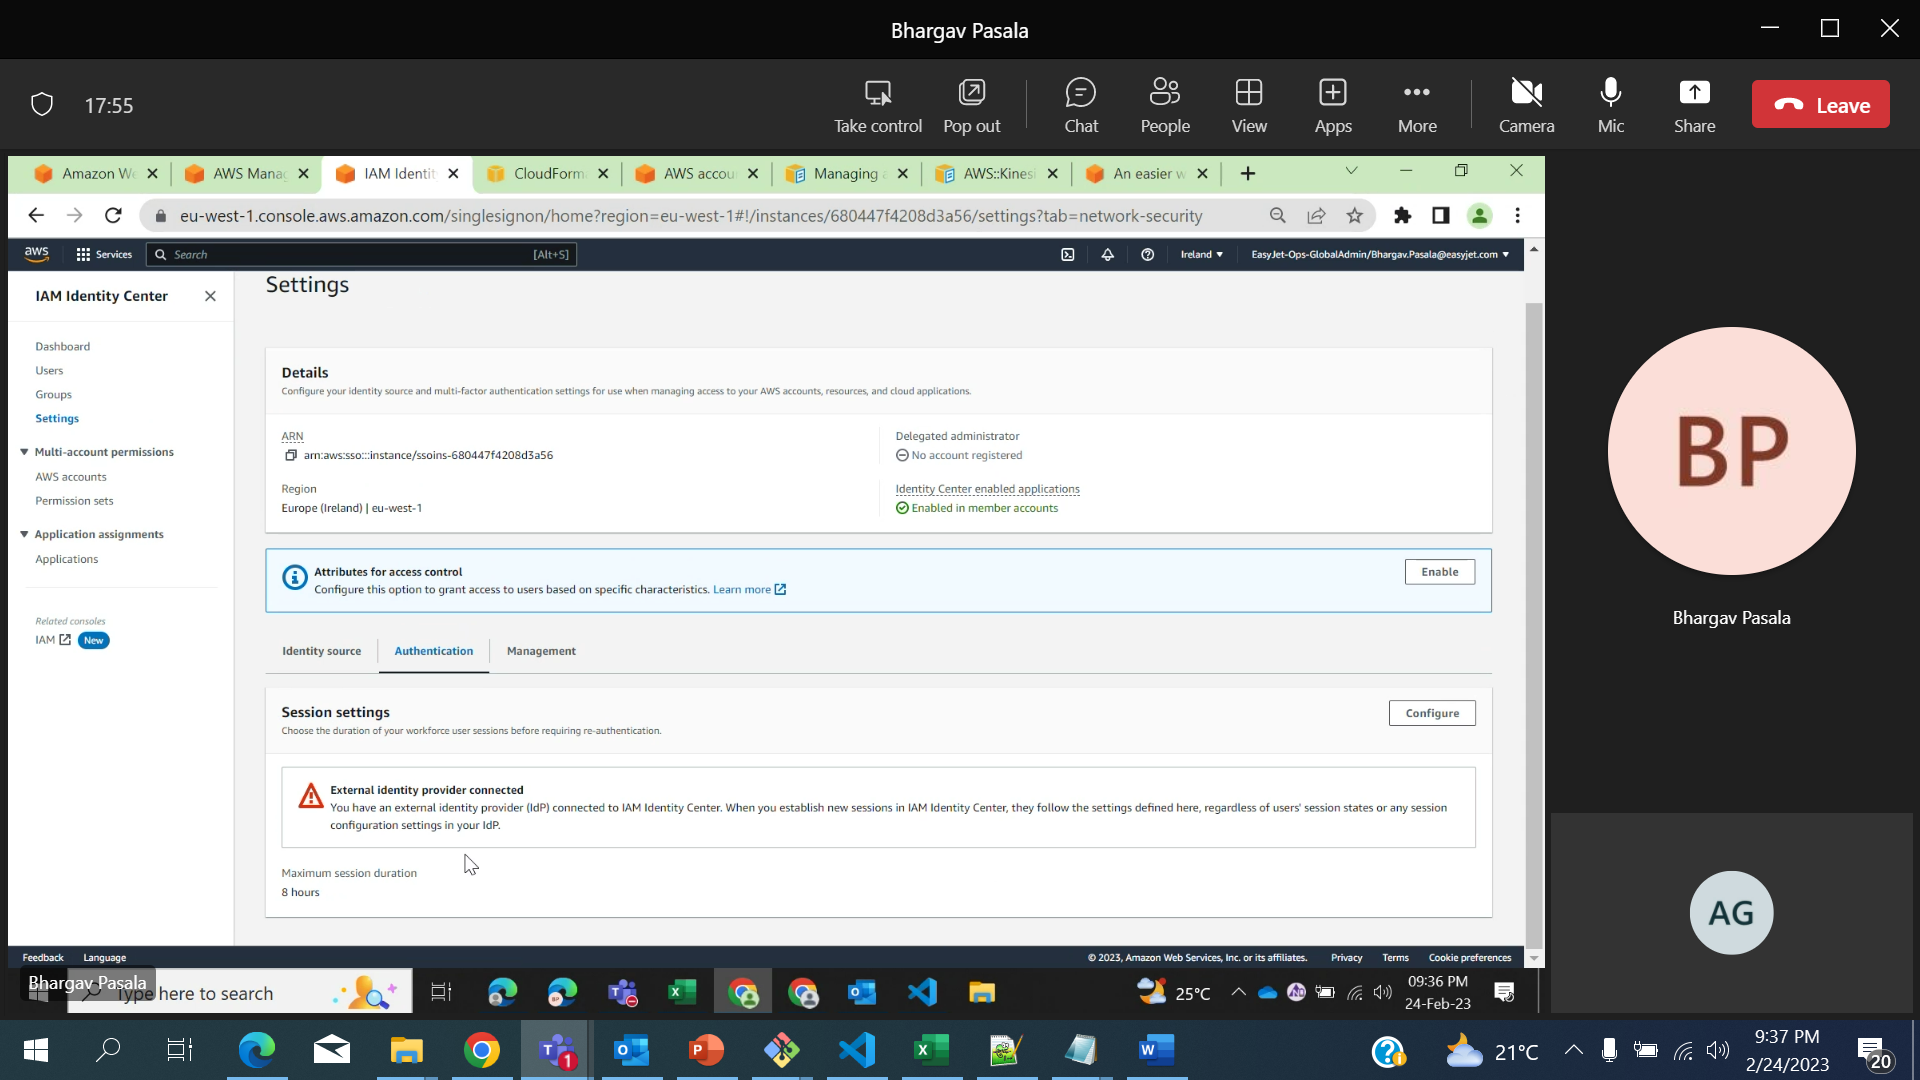 Bhargav Pasala
17:55
Take control
Pop out
Chat
People
View
Apps
More
Camera
Mic
Share
Leave
Amazon We
AWS Manag
IAM Identit
CloudForm
AWS accou
Managing a
AWS::Kinesi
An easier w
eu-west-1.console.aws.amazon.com/singlesignon/home?region=eu-west-1#!/instances/680447f4208d3a56/settings?tab=network-security
aws
Services
Search
[Alt+S]
Ireland
EasyJet-Ops-GlobalAdmin/Bhargav.Pasala@easyjet.com
IAM Identity Center
Dashboard
Users
Groups
Settings
Multi-account permissions
AWS accounts
Permission sets
Application assignments
Applications
Related consoles
IAM
New
Settings
Details
Configure your identity source and multi-factor authentication settings for use when managing access to your AWS accounts, resources, and cloud applications.
ARN
arn:aws:sso:::instance/ssoins-680447f4208d3a56
Delegated administrator
No account registered
Region
Europe (Ireland) | eu-west-1
Identity Center enabled applications
Enabled in member accounts
Attributes for access control
Configure this option to grant access to users based on specific characteristics. Learn more
Enable
Identity source
Authentication
Management
Session settings
Choose the duration of your workforce user sessions before requiring re-authentication.
Configure
External identity provider connected
You have an external identity provider (IdP) connected to IAM Identity Center. When you establish new sessions in IAM Identity Center, they follow the settings defined here, regardless of users' session states or any session
configuration settings in your IdP.
Maximum session duration
8 hours
Feedback
Language
© 2023, Amazon Web Services, Inc. or its affiliates.
Privacy
Terms
Cookie preferences
BP
Bhargav Pasala
AG
Bhargav Pasala
Type here to search
25°C
09:36 PM
24-Feb-23
1
21°C
9:37 PM
2/24/2023
20